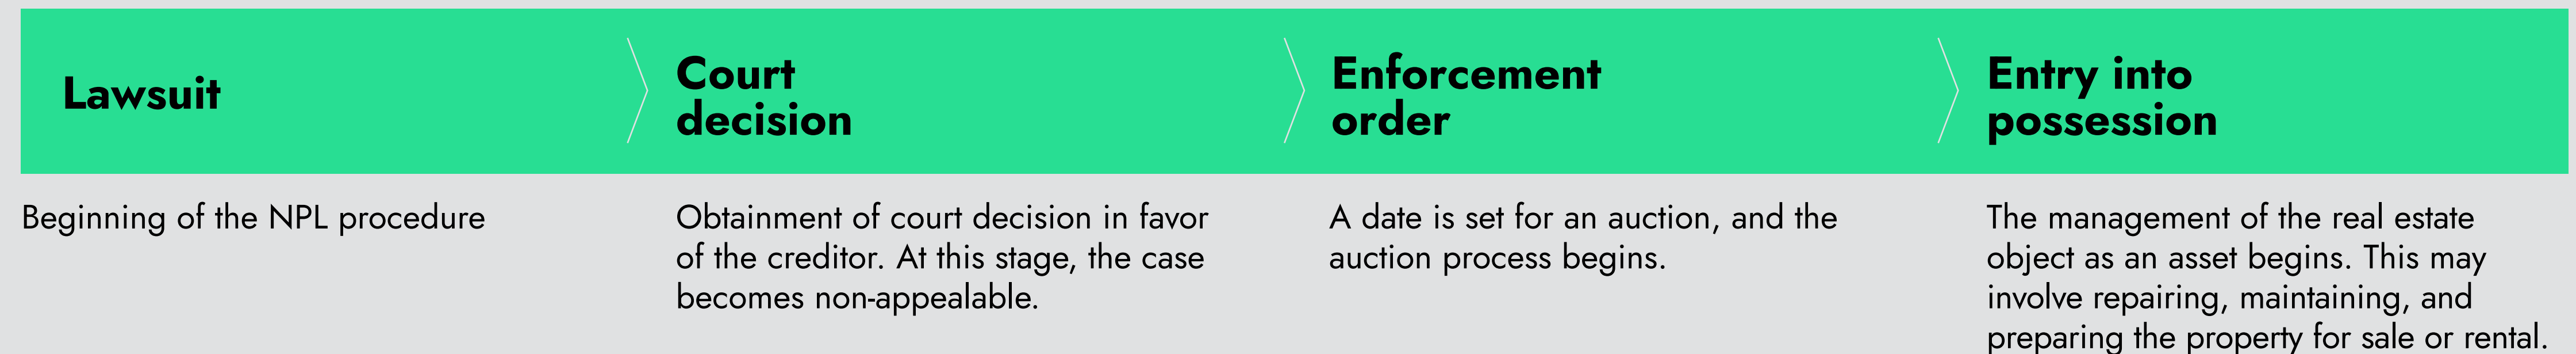 Lawsuit
Beginning of the NPL procedure
Court
decision
Obtainment of court decision in favor
of the creditor. At this stage, the case
becomes non-appealable.
Enforcement
order
A date is set for an auction, and the
auction process begins.
Entry into
possession
The management of the real estate
object as an asset begins. This may
involve repairing, maintaining, and
preparing the property for sale or rental.